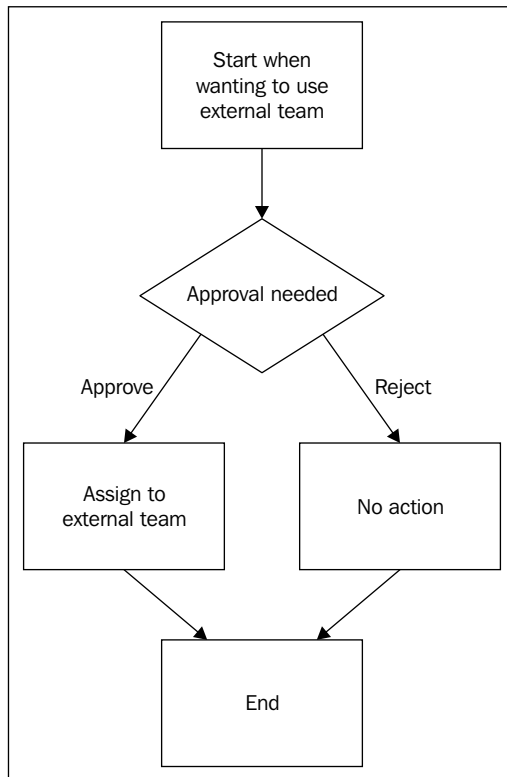 Start when
wanting to use
external team
Approval needed
Approve
Reject
Assign to
external team
No action
End